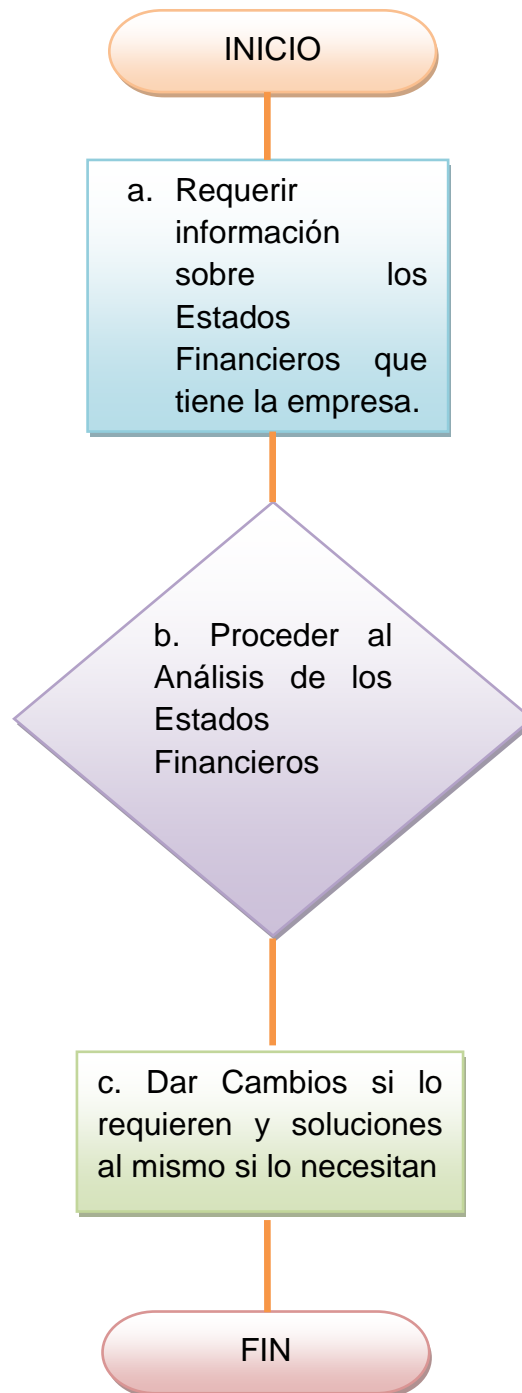 INICIO
a. Requerir
información
sobre los
Estados
Financieros que
tiene la empresa.
b. Proceder al
Análisis de los
Estados
Financieros
c. Dar Cambios si lo
requieren y soluciones
al mismo si lo necesitan
FIN